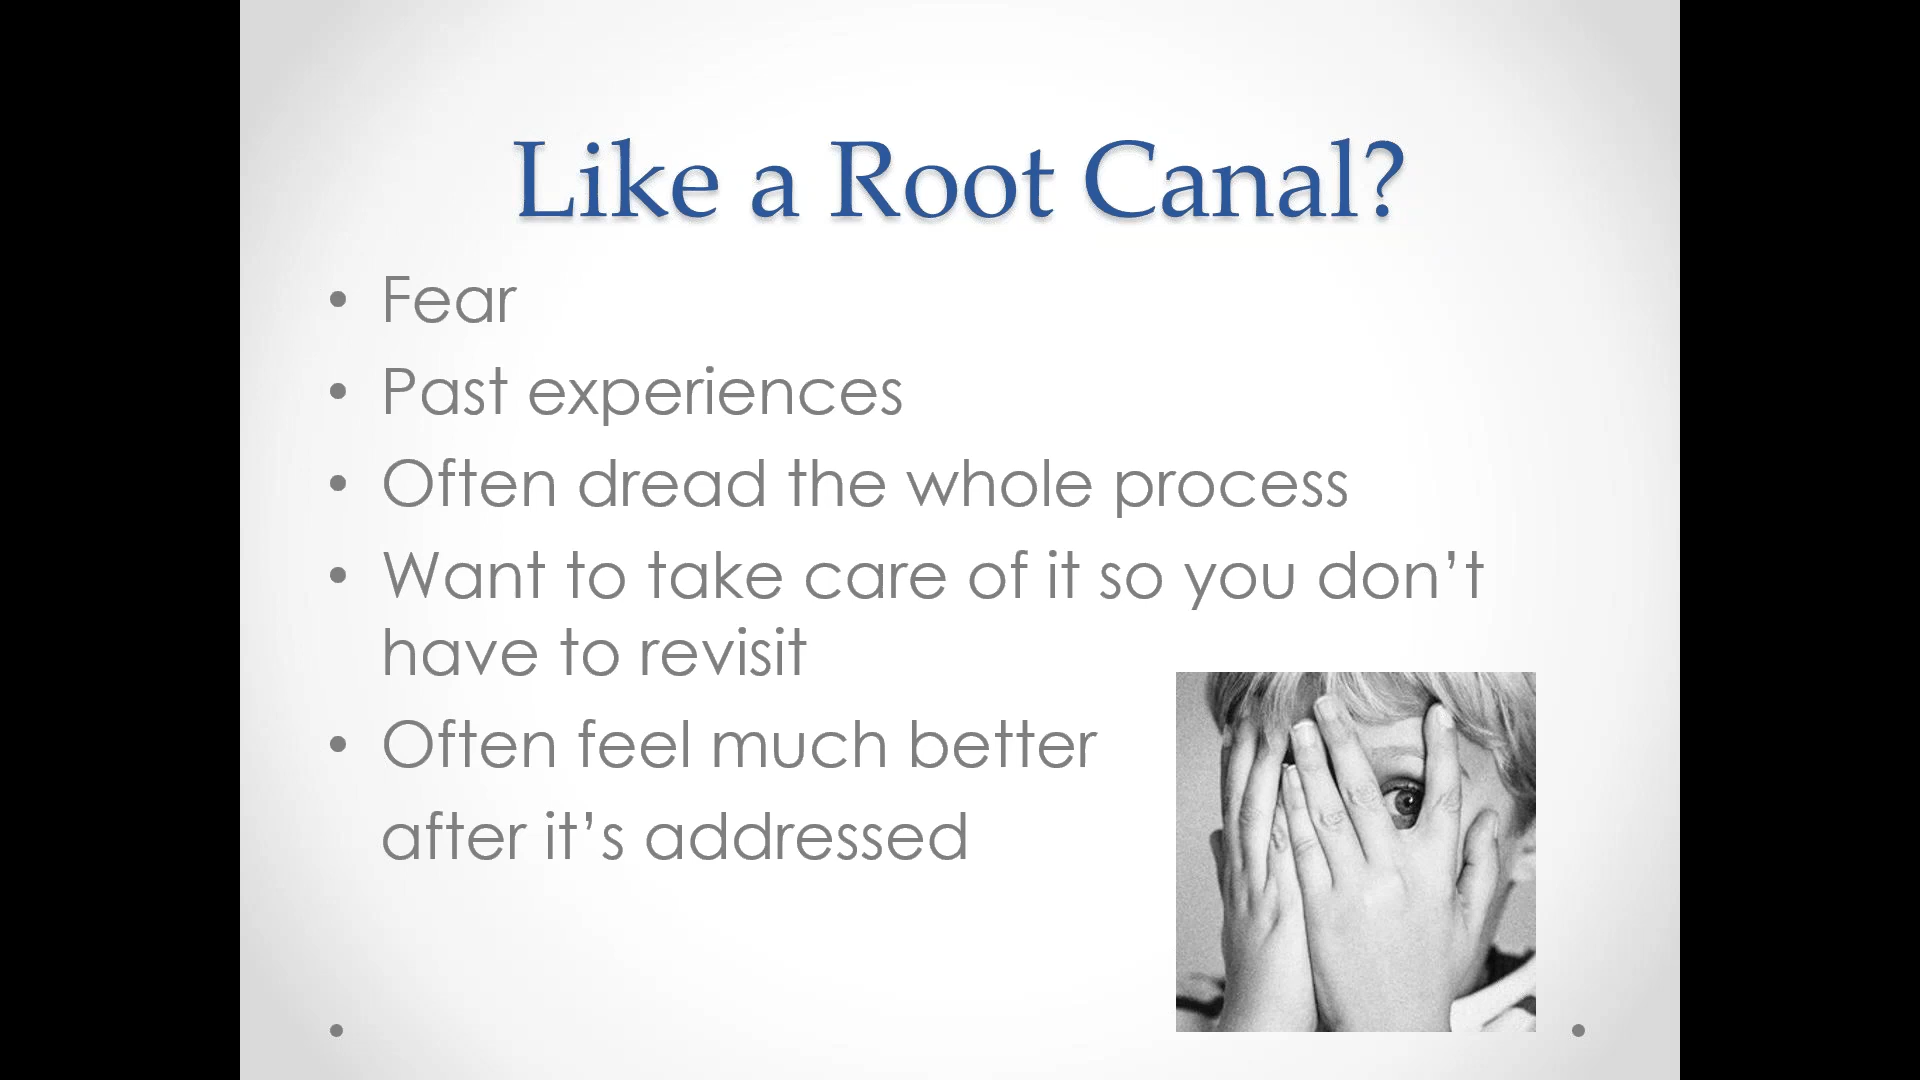 Like a Root Canal?
• Fear
• Past experiences
• Often dread the whole process
• Want to take care of it so you don’t
have to revisit
• Often feel much better
after it’s addressed